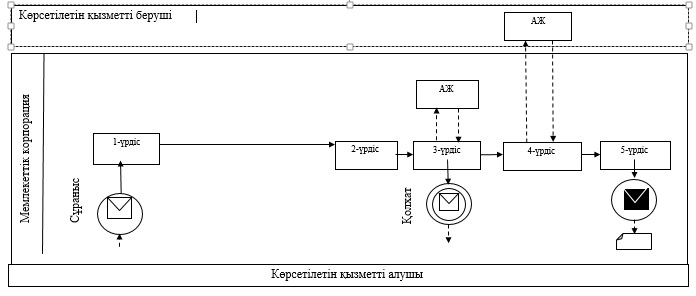 Көрсетілетін қызметті беруші
АЖ
АЖ
Мемлекеттік корпорация
1-үрдіс
2-үрдіс
3-үрдіс
4-үрдіс
5-үрдіс
Сұраныс
Қолхат
Көрсетілетін қызметті алушы